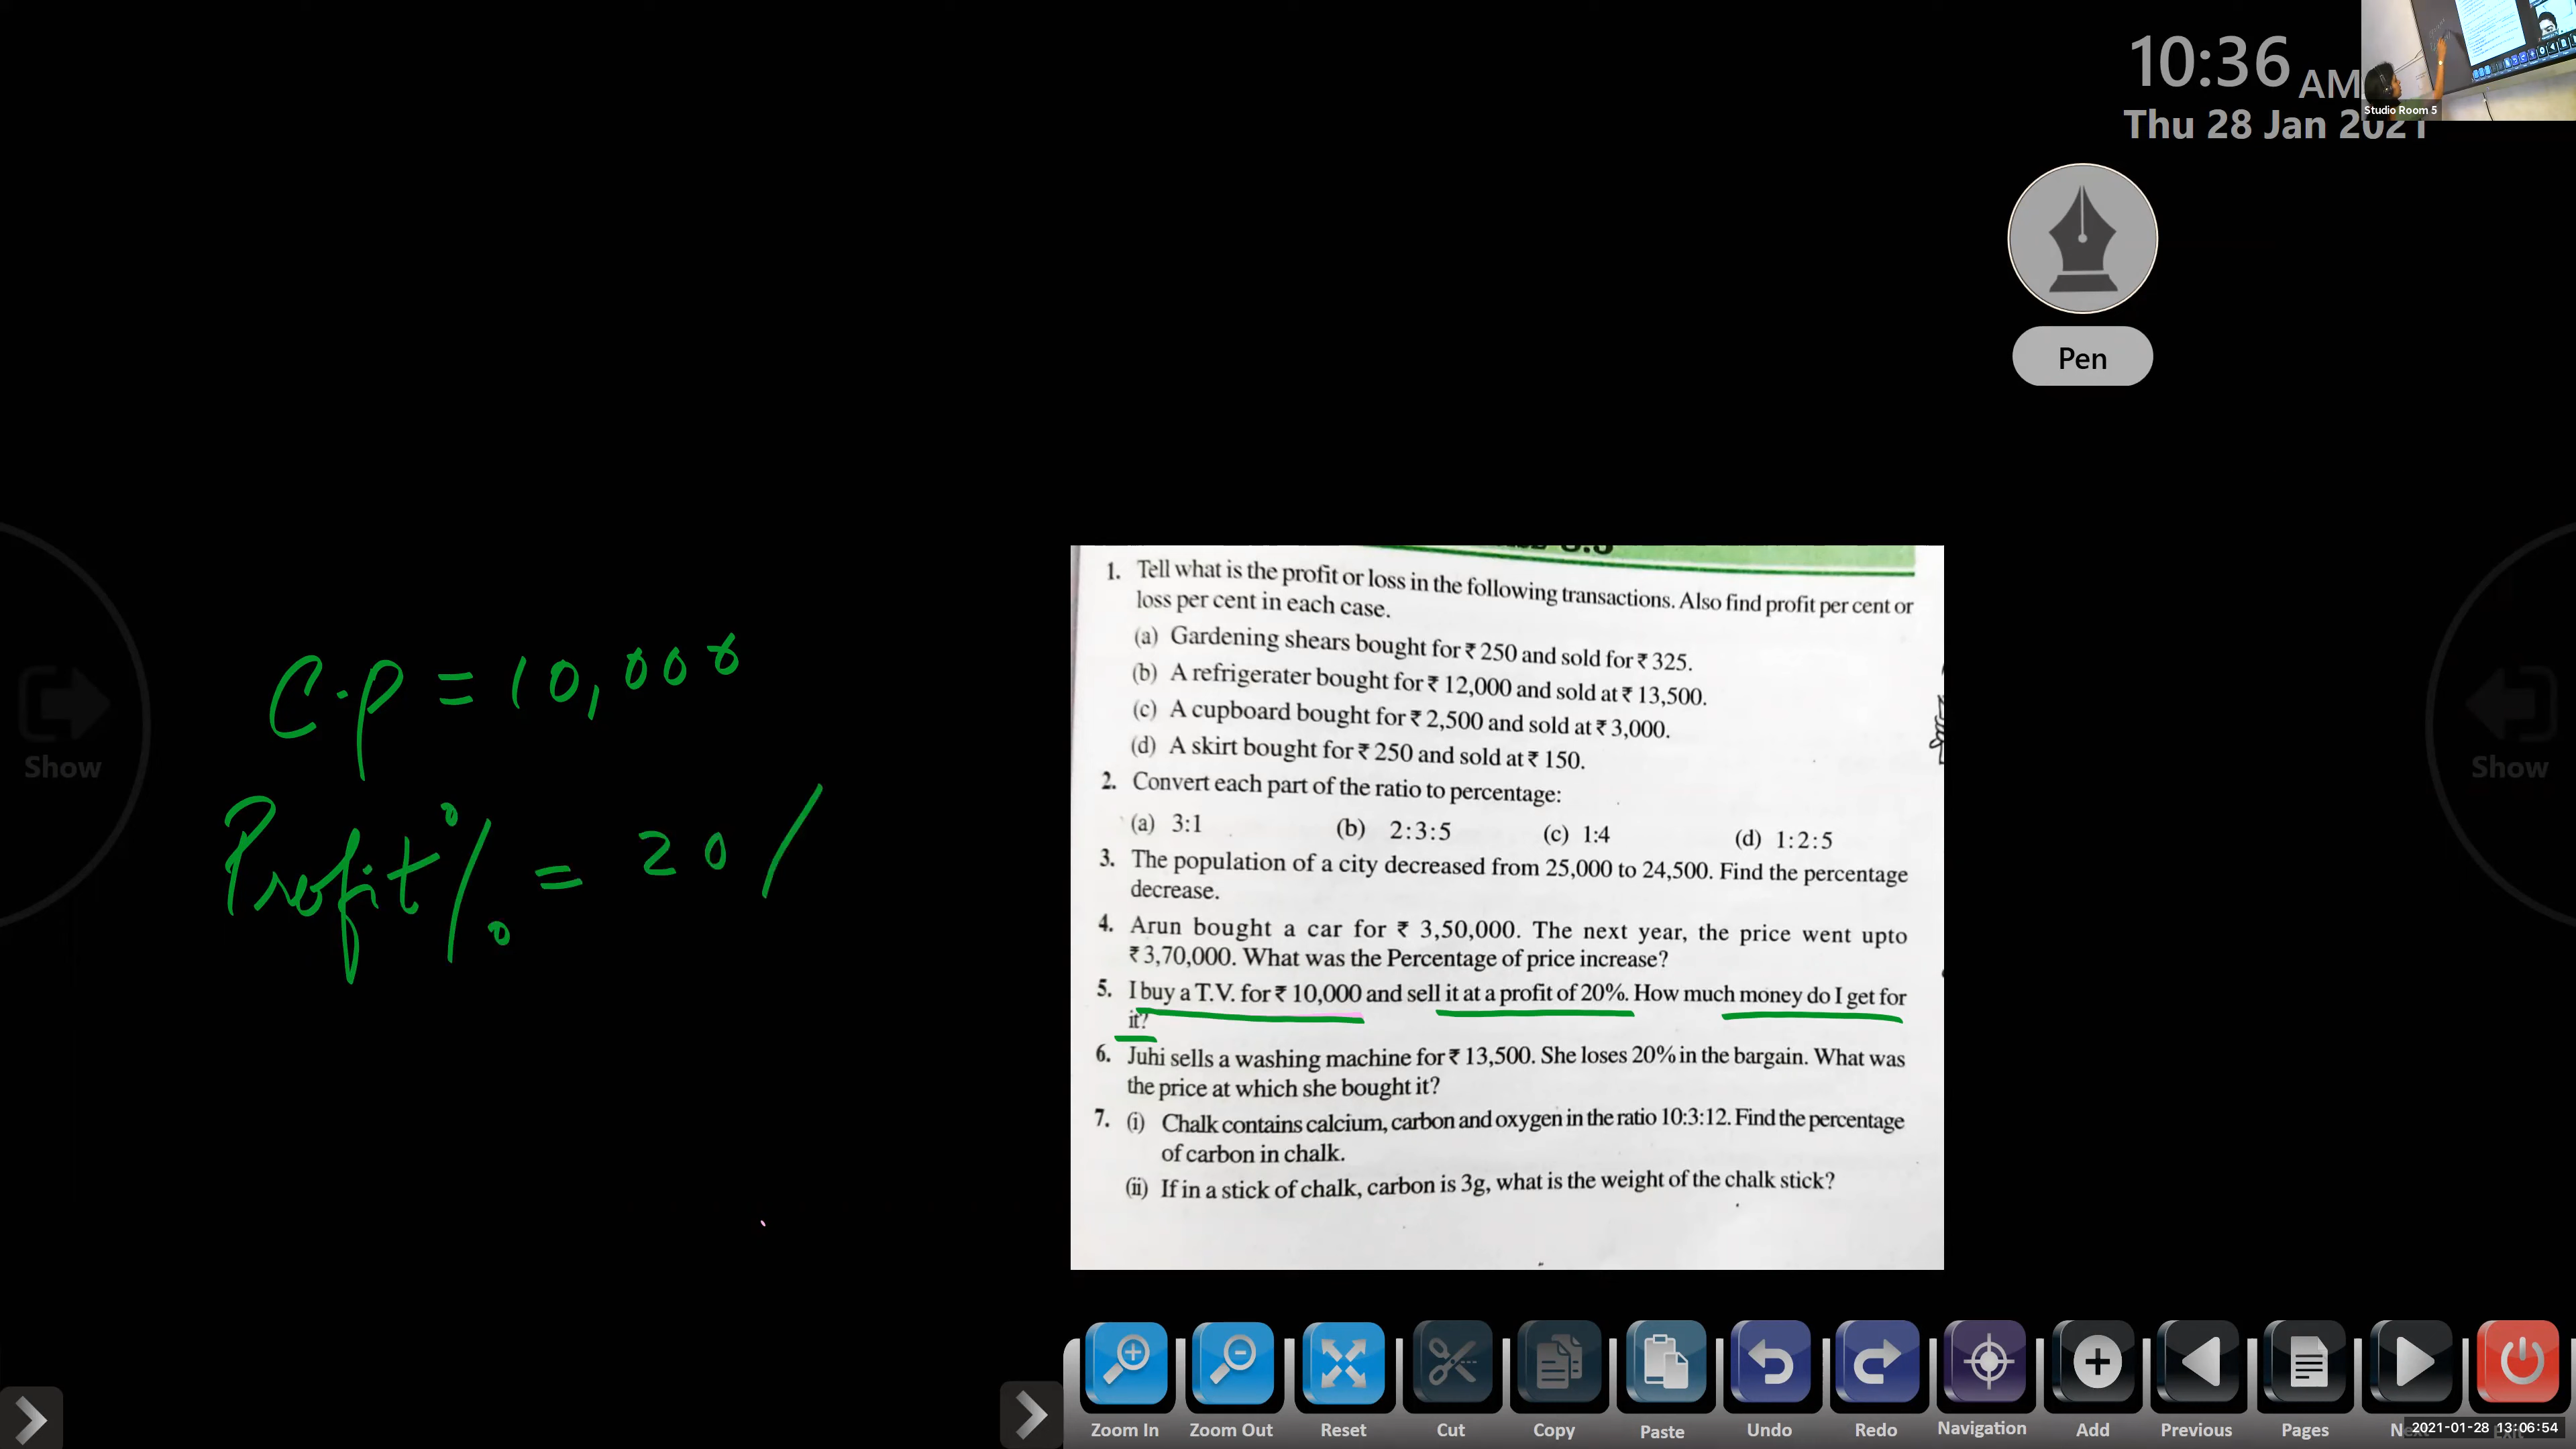 10:36 AM
Studio Room 5
Thu 28 Jan 2021
Pen
Show
Show
C.P = 10,000
Profit % = 20 /
1. Tell what is the profit or loss in the following transactions. Also find profit per cent or
loss per cent in each case.
(a) Gardening shears bought for ₹ 250 and sold for ₹ 325.
(b) A refrigerater bought for ₹ 12,000 and sold at ₹ 13,500.
(c) A cupboard bought for ₹ 2,500 and sold at ₹ 3,000.
(d) A skirt bought for ₹ 250 and sold at ₹ 150.
2. Convert each part of the ratio to percentage:
(a) 3:1 (b) 2:3:5 (c) 1:4 (d) 1:2:5
3. The population of a city decreased from 25,000 to 24,500. Find the percentage
decrease.
4. Arun bought a car for ₹ 3,50,000. The next year, the price went upto
₹ 3,70,000. What was the Percentage of price increase?
5. I buy a T.V. for ₹ 10,000 and sell it at a profit of 20%. How much money do I get for
it?
6. Juhi sells a washing machine for ₹ 13,500. She loses 20% in the bargain. What was
the price at which she bought it?
7. (i) Chalk contains calcium, carbon and oxygen in the ratio 10:3:12. Find the percentage
of carbon in chalk.
(ii) If in a stick of chalk, carbon is 3g, what is the weight of the chalk stick?
Zoom In Zoom Out Reset Cut Copy Paste Undo Redo Navigation Add Previous Pages
2021-01-28 13:06:54